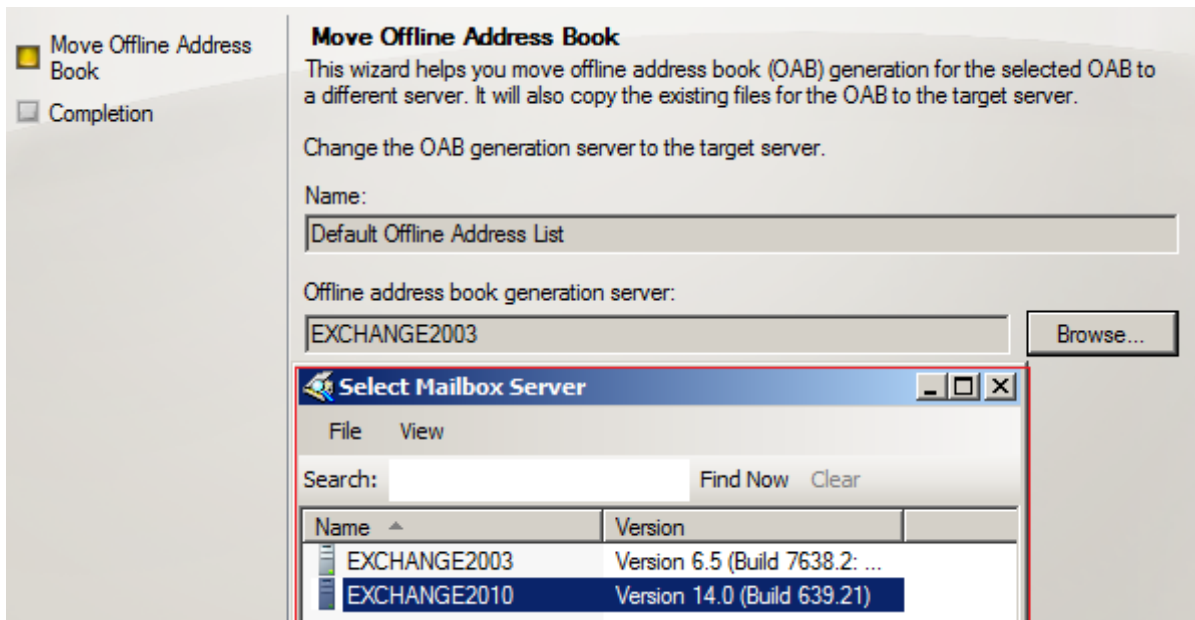 Move Offline Address
Book
Completion
Move Offline Address Book
This wizard helps you move offline address book (OAB) generation for the selected OAB to
a different server. It will also copy the existing files for the OAB to the target server.
Change the OAB generation server to the target server.
Name:
Default Offline Address List
Offline address book generation server:
EXCHANGE2003
Browse...
Select Mailbox Server
File View
Search: Find Now Clear
Name Version
EXCHANGE2003 Version 6.5 (Build 7638.2: ...
EXCHANGE2010 Version 14.0 (Build 639.21)